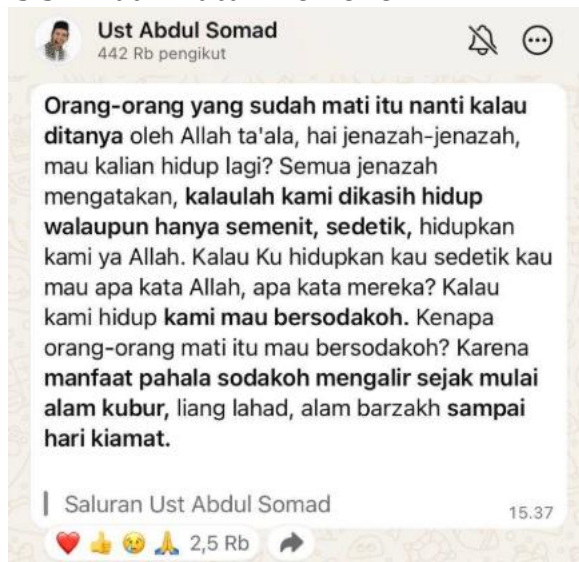 Ust Abdul Somad
442 Rb pengikut
Orang-orang yang sudah mati itu nanti kalau
ditanya oleh Allah ta'ala, hai jenazah-jenazah,
mau kalian hidup lagi? Semua jenazah
mengatakan, kalaulah kami dikasih hidup
walaupun hanya semenit, sedetik, hidupkan
kami ya Allah. Kalau Ku hidupkan kau sedetik kau
mau apa kata Allah, apa kata mereka? Kalau
kami hidup kami mau bersodakoh. Kenapa
orang-orang mati itu mau bersodakoh? Karena
manfaat pahala sodakoh mengalir sejak mulai
alam kubur, liang lahad, alam barzakh sampai
hari kiamat.
Saluran Ust Abdul Somad
15.37
2,5 Rb